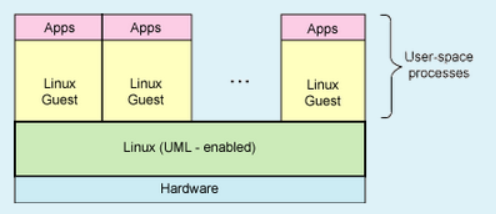 Apps
Apps
Apps
Linux
Guest
Linux
Guest
...
Linux
Guest
User-space
processes
Linux (UML - enabled)
Hardware